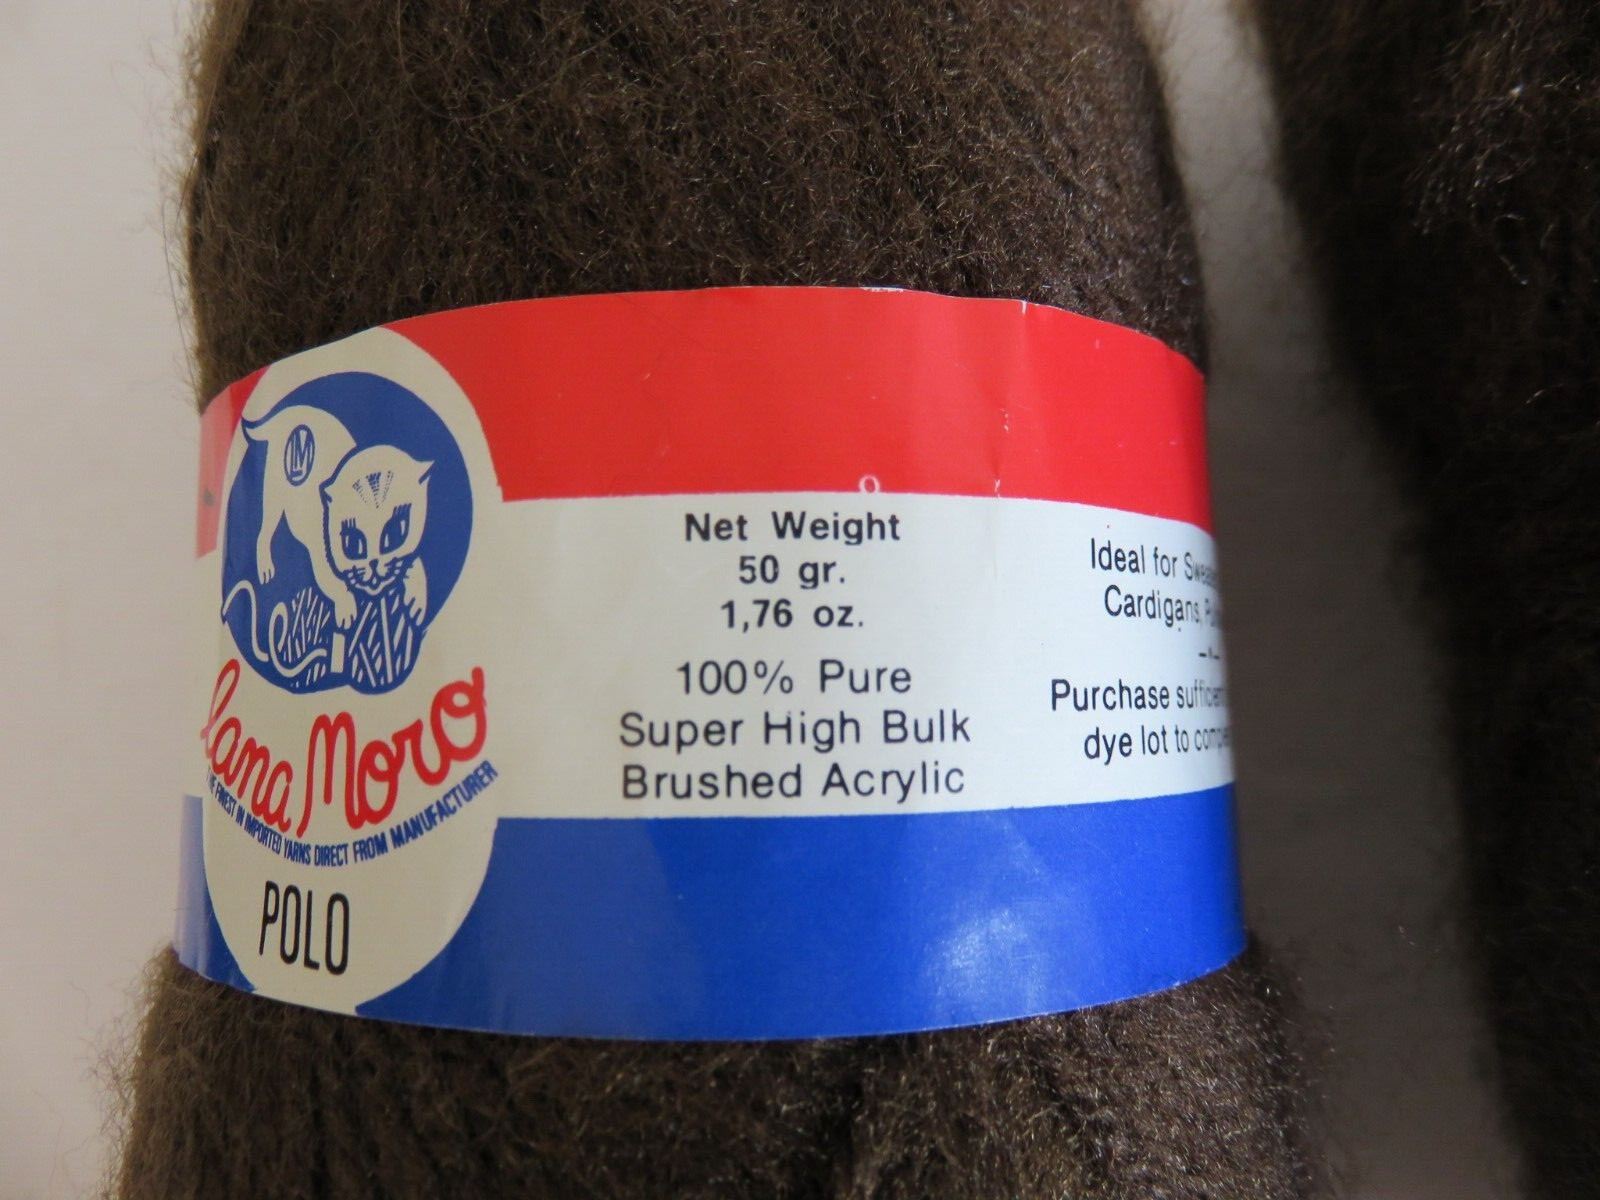 LM
Lana Moro
THE FINEST IN IMPORTED YARNS DIRECT FROM MANUFACTURER
POLO
Net Weight
50 gr.
1,76 oz.
100% Pure
Super High Bulk
Brushed Acrylic
Ideal for
Cardigans,
Purchase
dye lot to